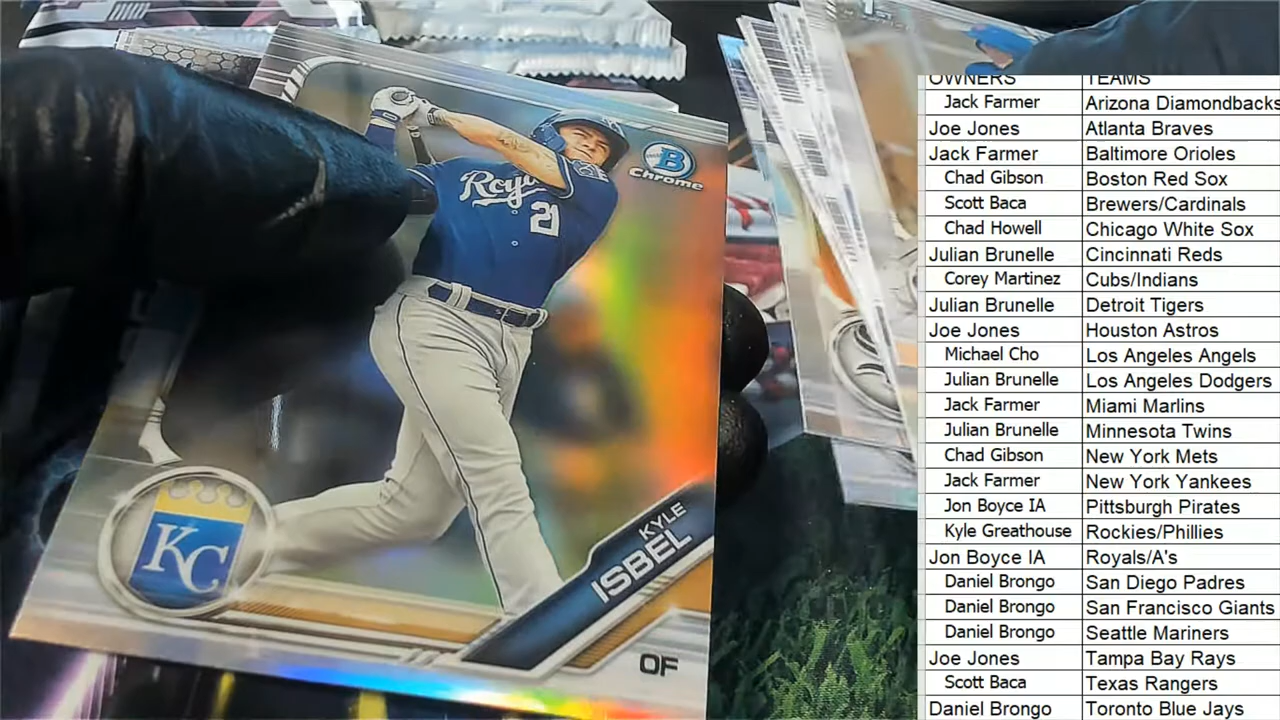 Royals
21
B
Chrome
KC
KYLE
ISBEL
OF
OWNERS TEAMS
Jack Farmer Arizona Diamondbacks
Joe Jones Atlanta Braves
Jack Farmer Baltimore Orioles
Chad Gibson Boston Red Sox
Scott Baca Brewers/Cardinals
Chad Howell Chicago White Sox
Julian Brunelle Cincinnati Reds
Corey Martinez Cubs/Indians
Julian Brunelle Detroit Tigers
Joe Jones Houston Astros
Michael Cho Los Angeles Angels
Julian Brunelle Los Angeles Dodgers
Jack Farmer Miami Marlins
Julian Brunelle Minnesota Twins
Chad Gibson New York Mets
Jack Farmer New York Yankees
Jon Boyce IA Pittsburgh Pirates
Kyle Greathouse Rockies/Phillies
Jon Boyce IA Royals/A's
Daniel Brongo San Diego Padres
Daniel Brongo San Francisco Giants
Daniel Brongo Seattle Mariners
Joe Jones Tampa Bay Rays
Scott Baca Texas Rangers
Daniel Brongo Toronto Blue Jays